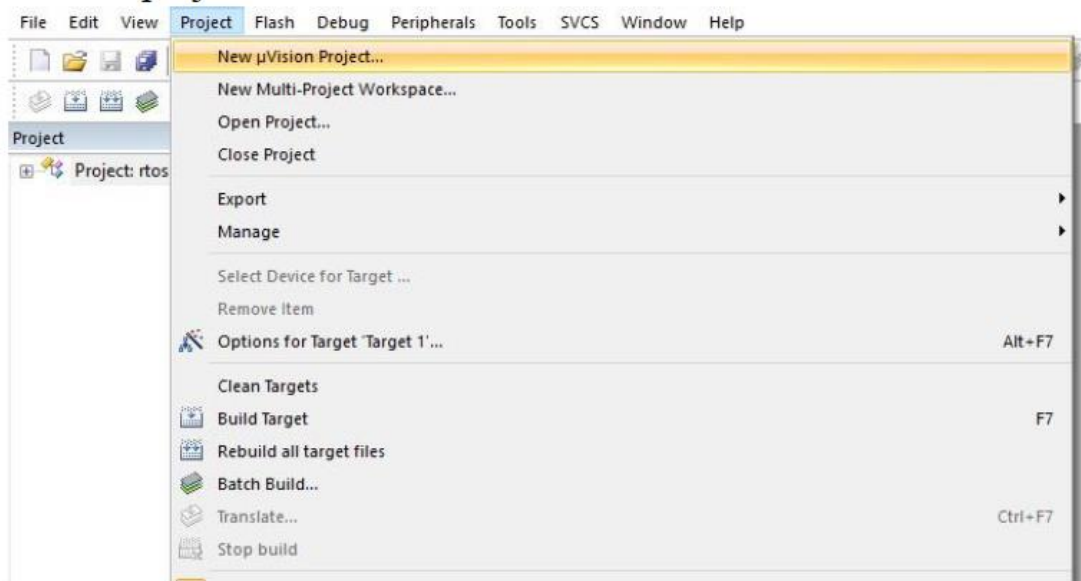 File Edit View Project Flash Debug Peripherals Tools SVCS Window Help
New µVision Project...
New Multi-Project Workspace...
Open Project...
Project
Close Project
Project: rtos
Export
Manage
Select Device for Target ...
Remove Item
Options for Target 'Target 1'... Alt+F7
Clean Targets
Build Target F7
Rebuild all target files
Batch Build...
Translate... Ctrl+F7
Stop build